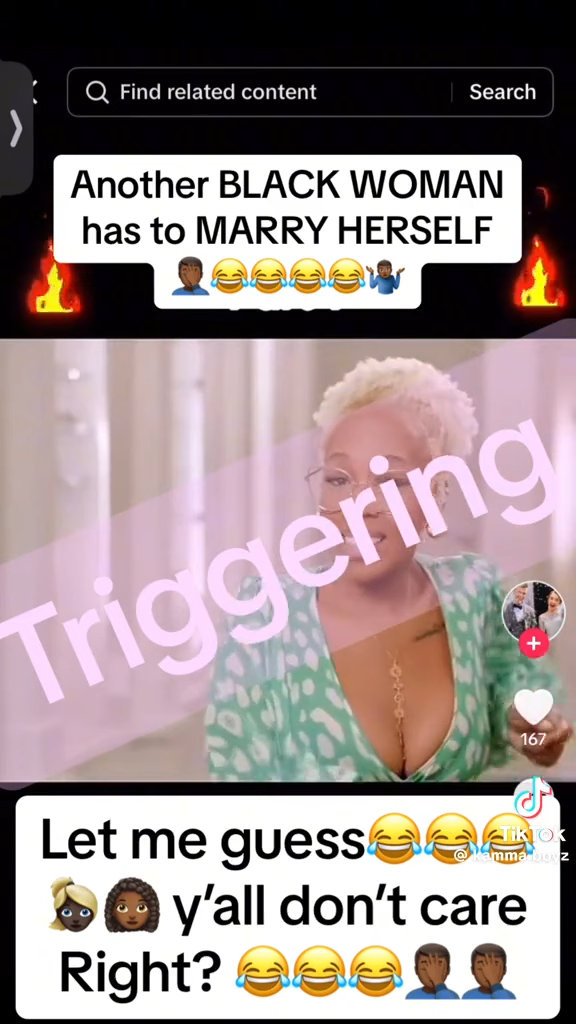 Find related content
Search
Another BLACK WOMAN
has to MARRY HERSELF
🤦🏾‍♂️😂😂😂😂🤷🏾‍♂️
Triggering
167
Let me guess😂😂😂
👱🏿‍♀️👩🏾‍🦱 y’all don’t care
Right? 😂😂😂🤦🏾‍♂️🤦🏾‍♂️
TikTok